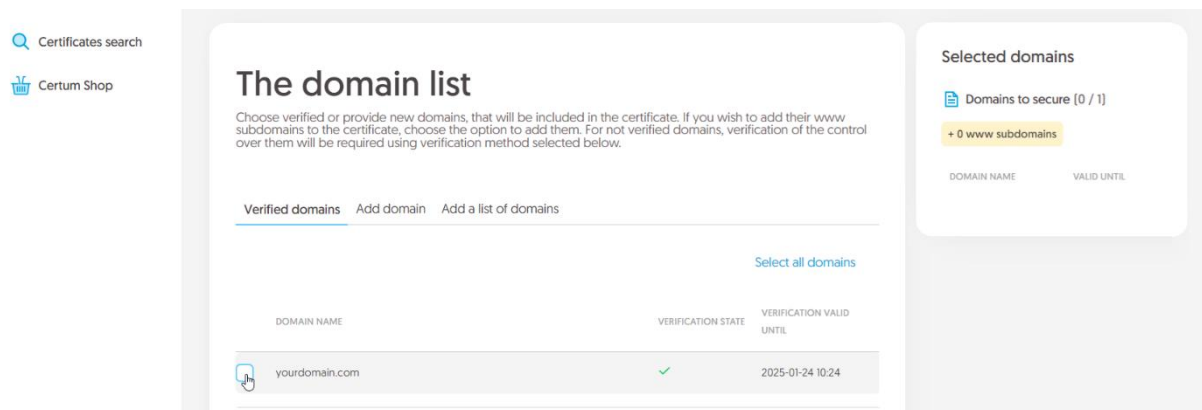 Certificates search
Certum Shop
The domain list
Choose verified or provide new domains, that will be included in the certificate. If you wish to add their www
subdomains to the certificate, choose the option to add them. For not verified domains, verification of the control
over them will be required using verification method selected below.
Verified domains Add domain Add a list of domains
Select all domains
DOMAIN NAME VERIFICATION STATE VERIFICATION VALID
UNTIL
yourdomain.com 2025-01-24 10:24
Selected domains
Domains to secure (0 / 1)
+ 0 www subdomains
DOMAIN NAME VALID UNTIL